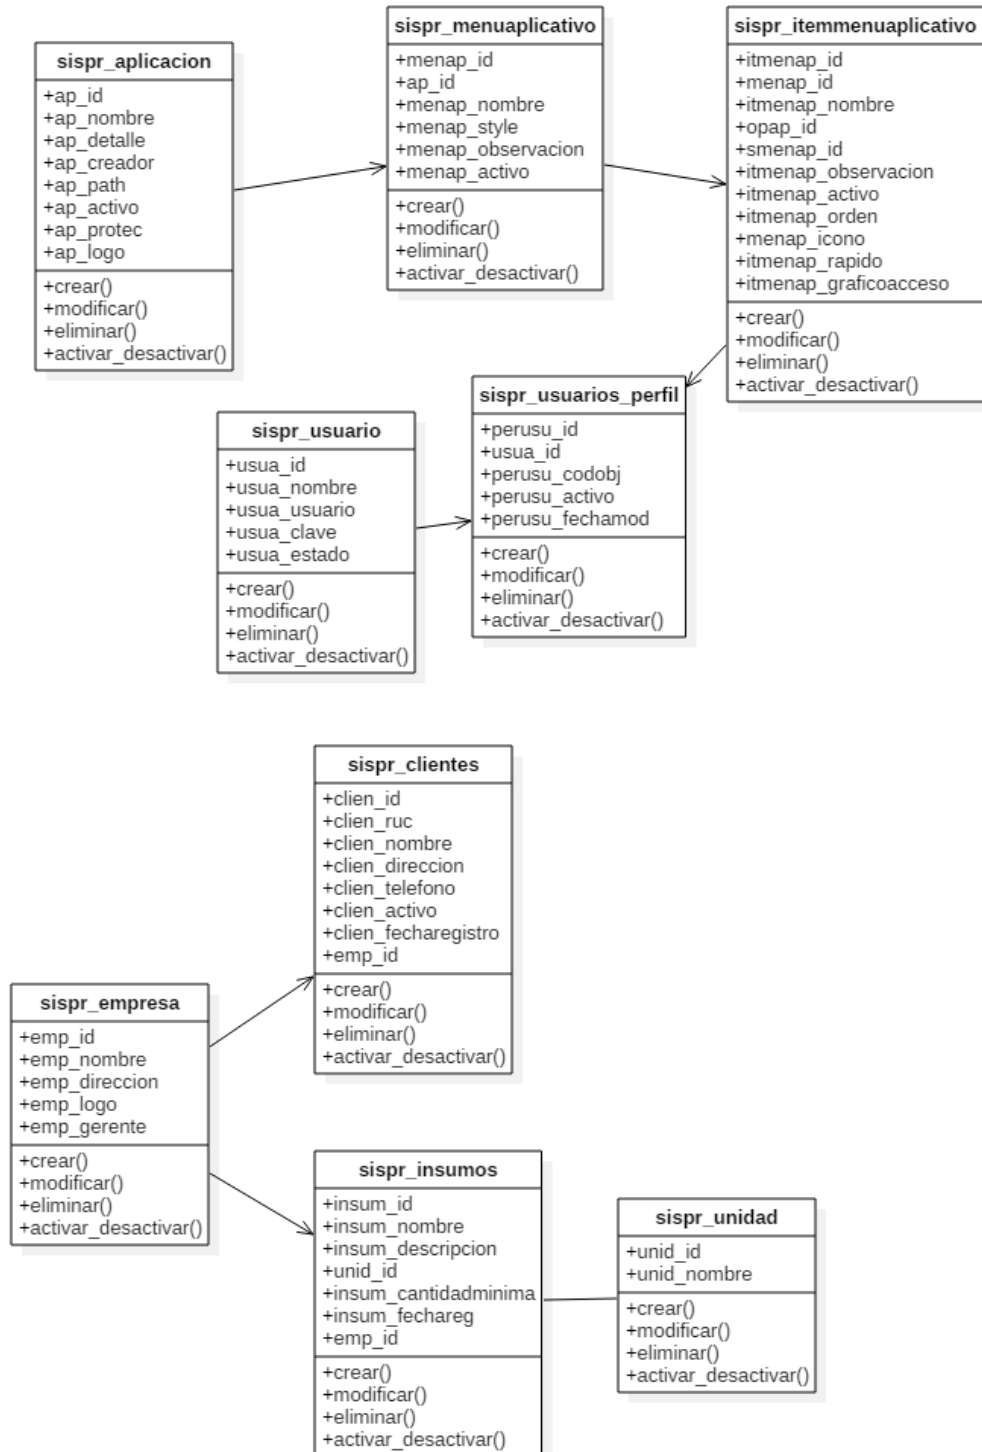 sispr_aplicacion
+ap_id
+ap_nombre
+ap_detalle
+ap_creador
+ap_path
+ap_activo
+ap_protec
+ap_logo
+crear()
+modificar()
+eliminar()
+activar_desactivar()
sispr_menuaplicativo
+menap_id
+ap_id
+menap_nombre
+menap_style
+menap_observacion
+menap_activo
+crear()
+modificar()
+eliminar()
+activar_desactivar()
sispr_itemmenuaplicativo
+itmenap_id
+menap_id
+itmenap_nombre
+opap_id
+smenap_id
+itmenap_observacion
+itmenap_activo
+itmenap_orden
+menap_icono
+itmenap_rapido
+itmenap_graficoacceso
+crear()
+modificar()
+eliminar()
+activar_desactivar()
sispr_usuario
+usua_id
+usua_nombre
+usua_usuario
+usua_clave
+usua_estado
+crear()
+modificar()
+eliminar()
+activar_desactivar()
sispr_usuarios_perfil
+perusu_id
+usua_id
+perusu_codobj
+perusu_activo
+perusu_fechamod
+crear()
+modificar()
+eliminar()
+activar_desactivar()
sispr_clientes
+clien_id
+clien_ruc
+clien_nombre
+clien_direccion
+clien_telefono
+clien_activo
+clien_fecharegistro
+emp_id
+crear()
+modificar()
+eliminar()
+activar_desactivar()
sispr_empresa
+emp_id
+emp_nombre
+emp_direccion
+emp_logo
+emp_gerente
+crear()
+modificar()
+eliminar()
+activar_desactivar()
sispr_insumos
+insum_id
+insum_nombre
+insum_descripcion
+unid_id
+insum_cantidadminima
+insum_fechareg
+emp_id
+crear()
+modificar()
+eliminar()
+activar_desactivar()
sispr_unidad
+unid_id
+unid_nombre
+crear()
+modificar()
+eliminar()
+activar_desactivar()